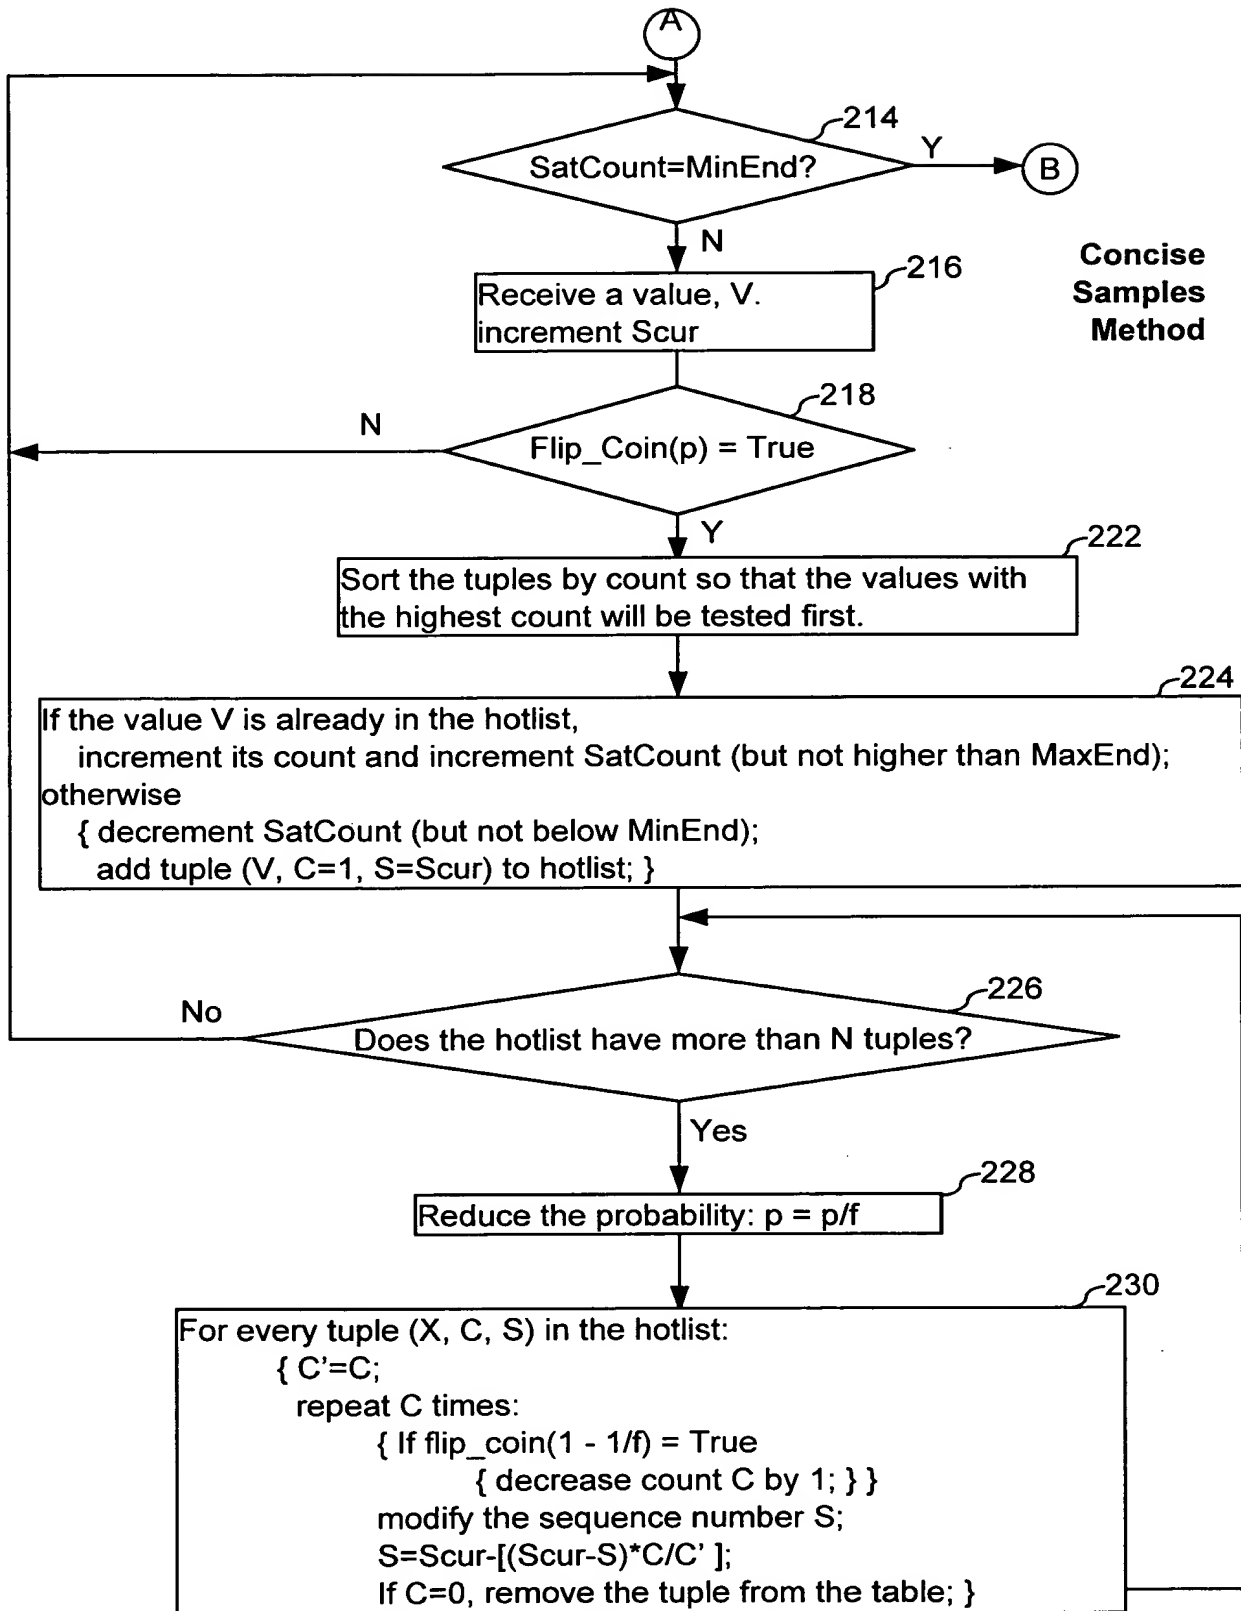 A
214
SatCount=MinEnd?
Y
B
N
216
Concise
Samples
Method
Receive a value, V.
increment Scur
218
N
Flip_Coin(p) = True
Y
222
Sort the tuples by count so that the values with
the highest count will be tested first.
224
If the value V is already in the hotlist,
increment its count and increment SatCount (but not higher than MaxEnd);
otherwise
{ decrement SatCount (but not below MinEnd);
add tuple (V, C=1, S=Scur) to hotlist; }
226
No
Does the hotlist have more than N tuples?
Yes
228
Reduce the probability: p = p/f
230
For every tuple (X, C, S) in the hotlist:
{ C'=C;
repeat C times:
{ If flip_coin(1 - 1/f) = True
{ decrease count C by 1; } }
modify the sequence number S;
S=Scur-[(Scur-S)*C/C' ];
If C=0, remove the tuple from the table; }